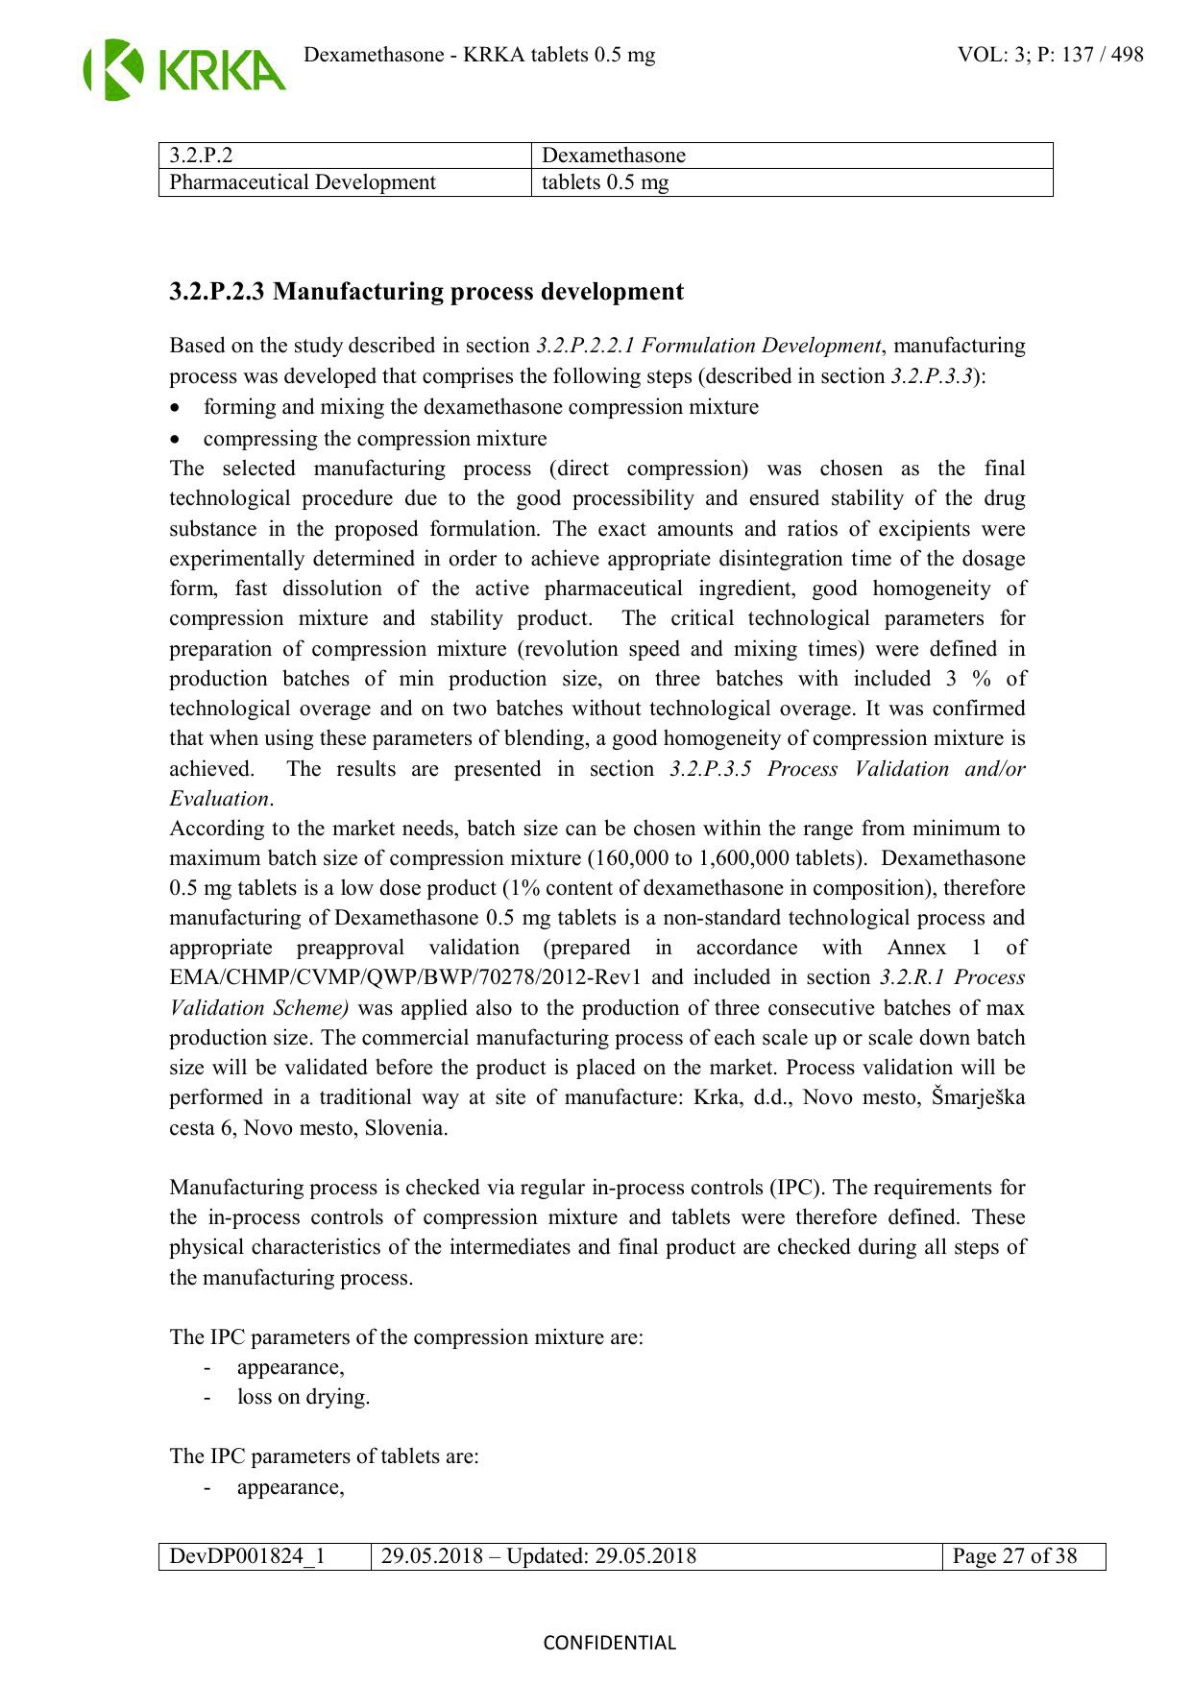 KRKA
Dexamethasone - KRKA tablets 0.5 mg
VOL: 3; P: 137 / 498
3.2.P.2
Dexamethasone
Pharmaceutical Development
tablets 0.5 mg
3.2.P.2.3 Manufacturing process development
Based on the study described in section 3.2.P.2.2.1 Formulation Development, manufacturing
process was developed that comprises the following steps (described in section 3.2.P.3.3):
• forming and mixing the dexamethasone compression mixture
• compressing the compression mixture
The selected manufacturing process (direct compression) was chosen as the final
technological procedure due to the good processibility and ensured stability of the drug
substance in the proposed formulation. The exact amounts and ratios of excipients were
experimentally determined in order to achieve appropriate disintegration time of the dosage
form, fast dissolution of the active pharmaceutical ingredient, good homogeneity of
compression mixture and stability product. The critical technological parameters for
preparation of compression mixture (revolution speed and mixing times) were defined in
production batches of min production size, on three batches with included 3 % of
technological overage and on two batches without technological overage. It was confirmed
that when using these parameters of blending, a good homogeneity of compression mixture is
achieved. The results are presented in section 3.2.P.3.5 Process Validation and/or
Evaluation.
According to the market needs, batch size can be chosen within the range from minimum to
maximum batch size of compression mixture (160,000 to 1,600,000 tablets). Dexamethasone
0.5 mg tablets is a low dose product (1% content of dexamethasone in composition), therefore
manufacturing of Dexamethasone 0.5 mg tablets is a non-standard technological process and
appropriate preapproval validation (prepared in accordance with Annex 1 of
EMA/CHMP/CVMP/QWP/BWP/70278/2012-Rev1 and included in section 3.2.R.1 Process
Validation Scheme) was applied also to the production of three consecutive batches of max
production size. The commercial manufacturing process of each scale up or scale down batch
size will be validated before the product is placed on the market. Process validation will be
performed in a traditional way at site of manufacture: Krka, d.d., Novo mesto, Šmarješka
cesta 6, Novo mesto, Slovenia.
Manufacturing process is checked via regular in-process controls (IPC). The requirements for
the in-process controls of compression mixture and tablets were therefore defined. These
physical characteristics of the intermediates and final product are checked during all steps of
the manufacturing process.
The IPC parameters of the compression mixture are:
- appearance,
- loss on drying.
The IPC parameters of tablets are:
- appearance,
DevDP001824_1
29.05.2018 – Updated: 29.05.2018
Page 27 of 38
CONFIDENTIAL